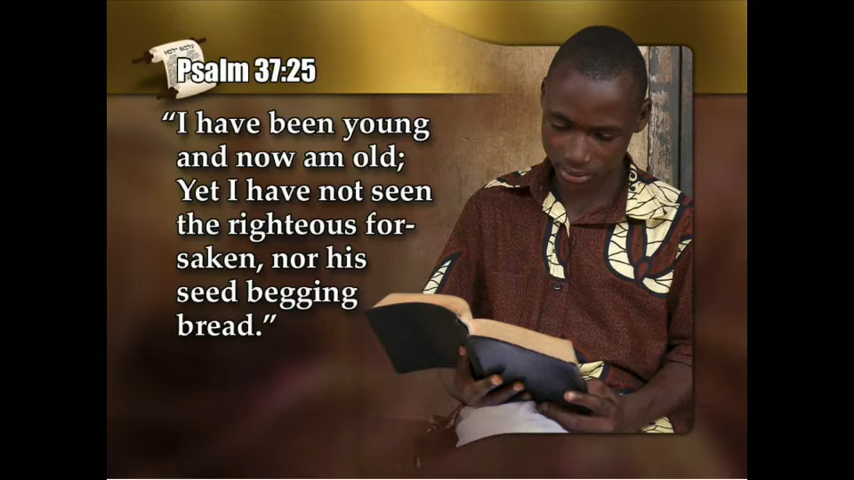 Psalm 37:25
“I have been young
and now am old;
Yet I have not seen
the righteous for-
saken, nor his
seed begging
bread.”